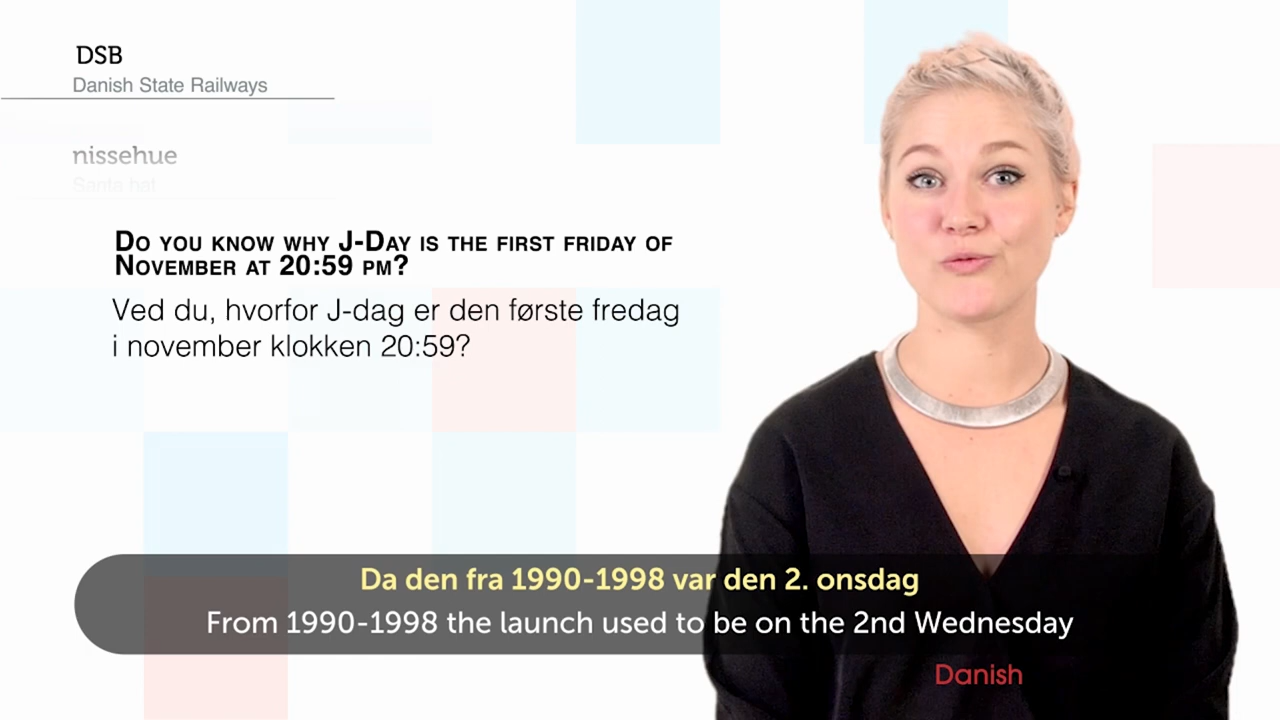 DSB
Danish State Railways
nissehue
Santa hat
Do you know why J-Day is the first friday of
November at 20:59 pm?
Ved du, hvorfor J-dag er den første fredag
i november klokken 20:59?
Da den fra 1990-1998 var den 2. onsdag
From 1990-1998 the launch used to be on the 2nd Wednesday
Danish